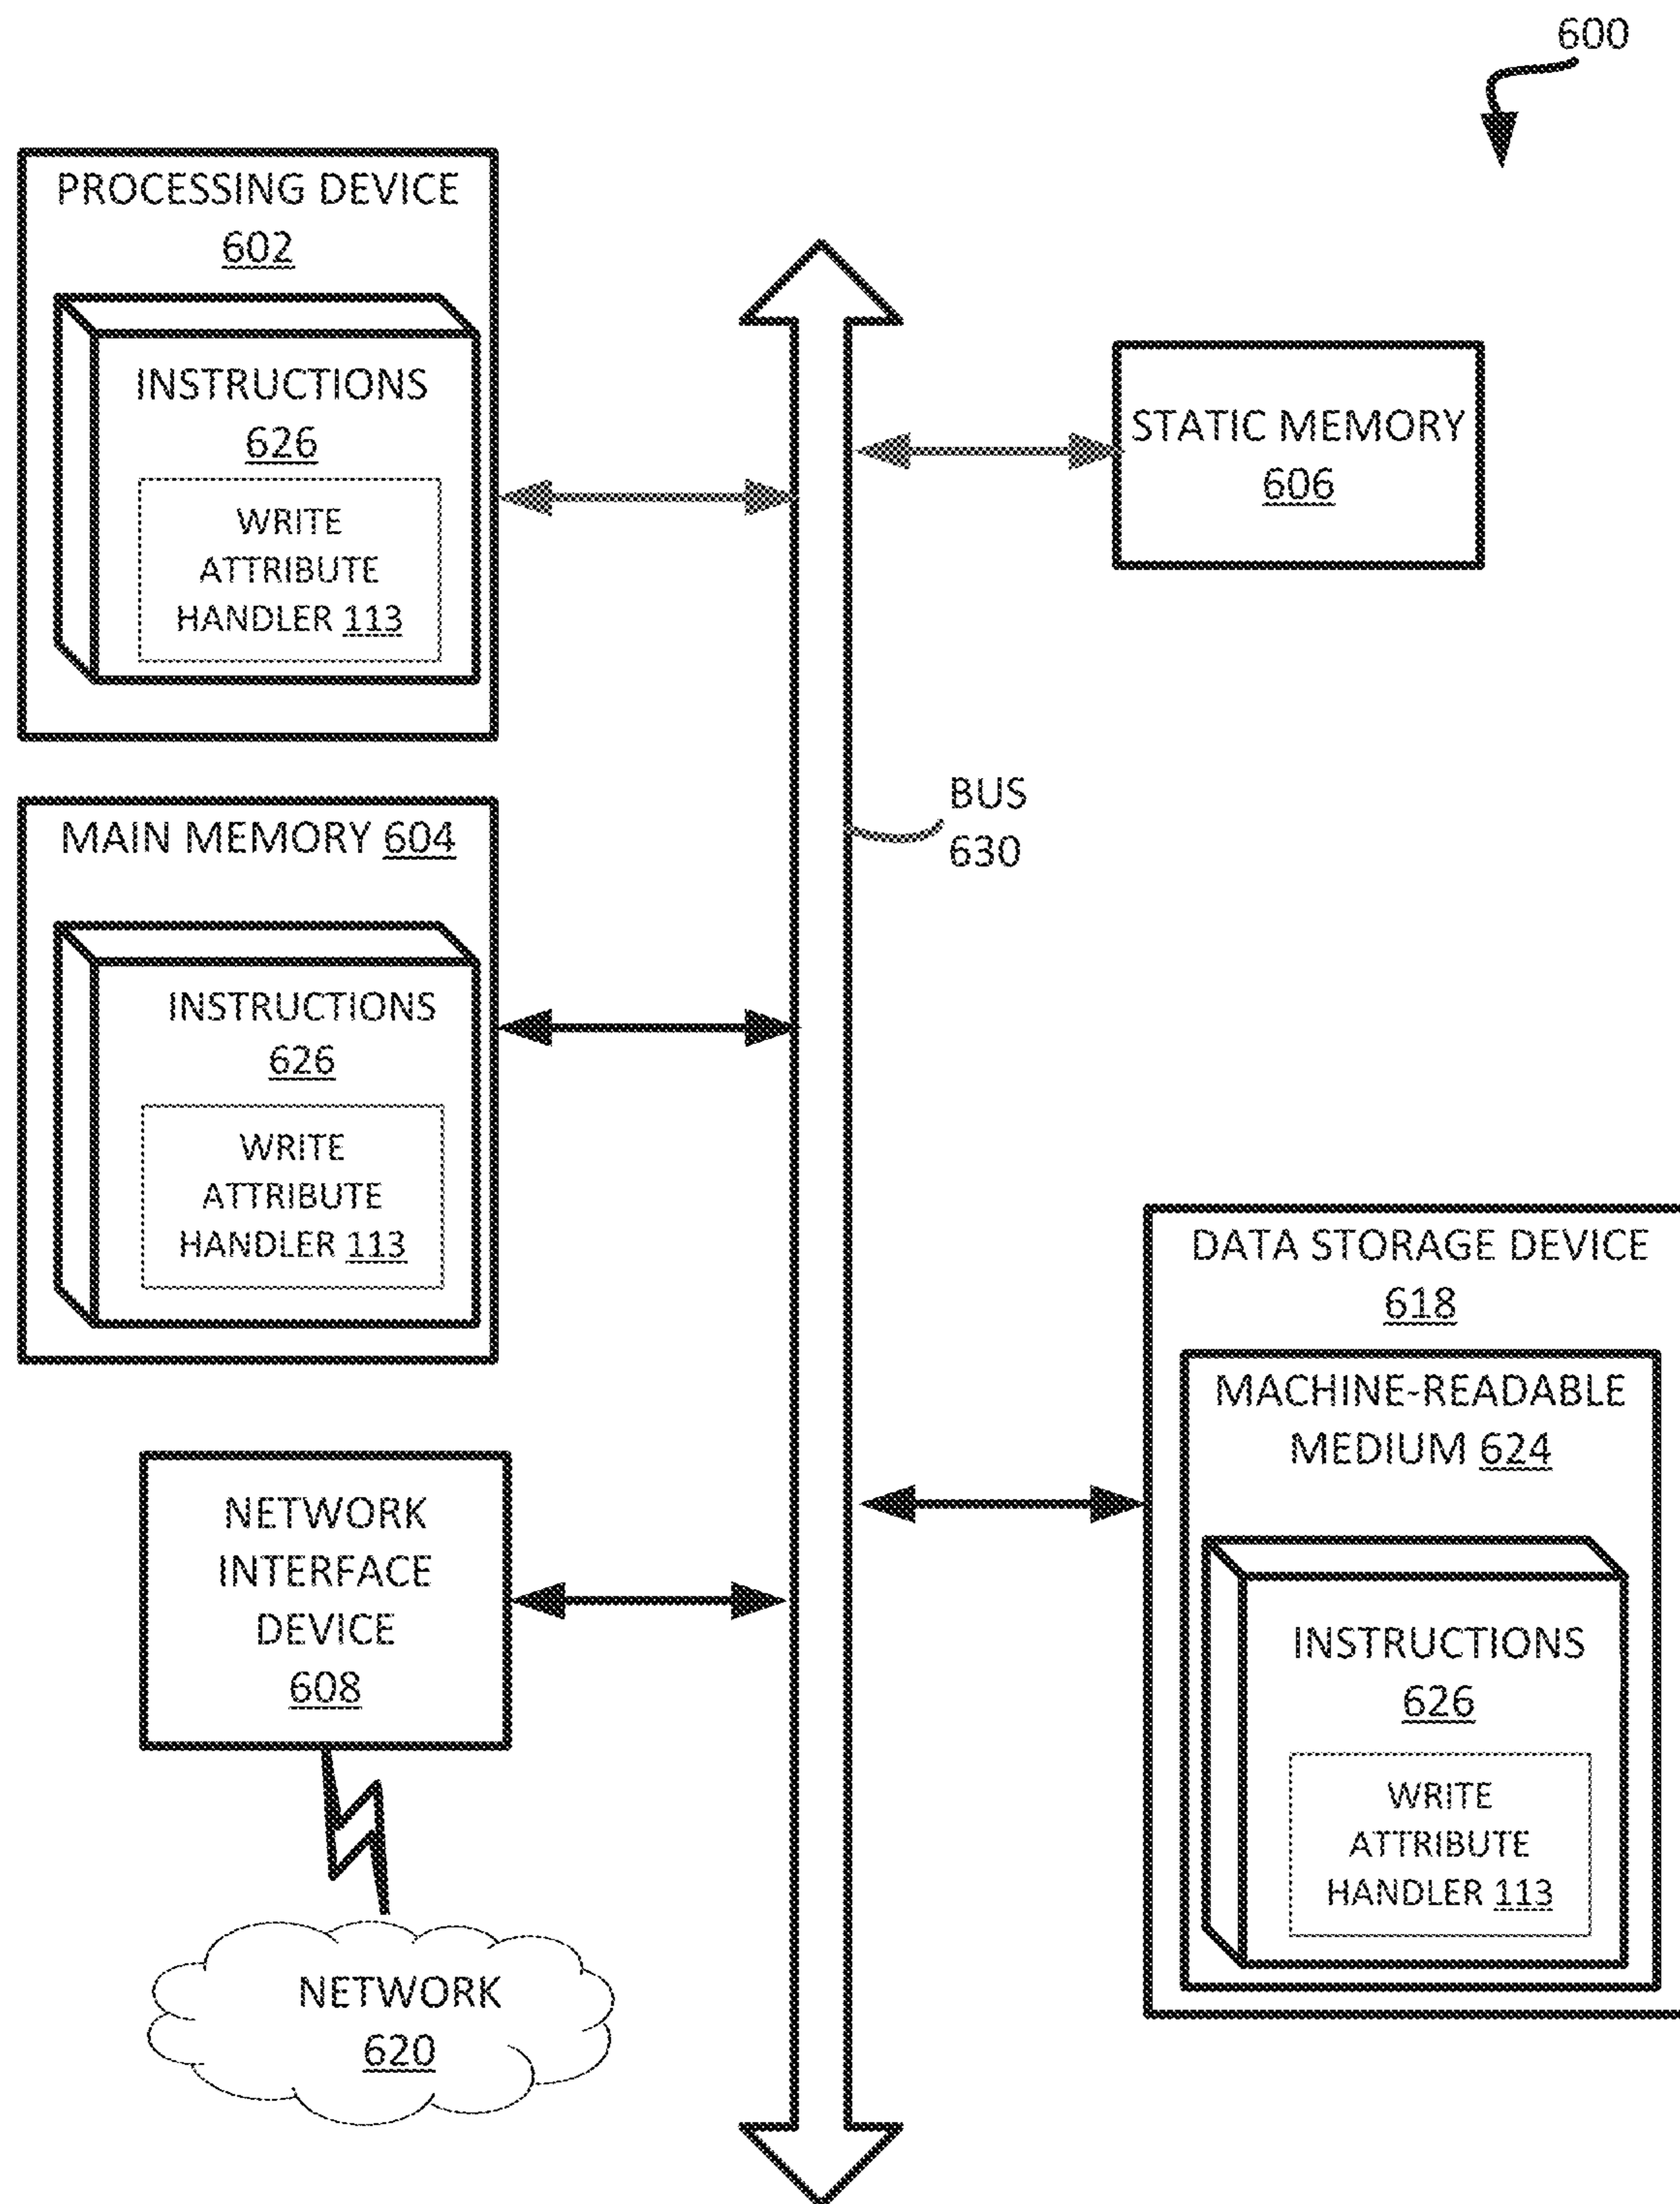 600
PROCESSING DEVICE
602
INSTRUCTIONS
626
WRITE
ATTRIBUTE
HANDLER 113
STATIC MEMORY
606
BUS
630
MAIN MEMORY 604
INSTRUCTIONS
626
WRITE
ATTRIBUTE
HANDLER 113
DATA STORAGE DEVICE
618
MACHINE-READABLE
MEDIUM 624
INSTRUCTIONS
626
WRITE
ATTRIBUTE
HANDLER 113
NETWORK
INTERFACE
DEVICE
608
NETWORK
620